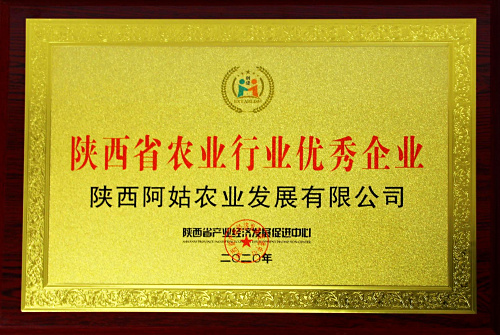 陕西省农业行业优秀企业
陕西阿姑农业发展有限公司
陕西省产业经济发展促进中心
二〇二〇年